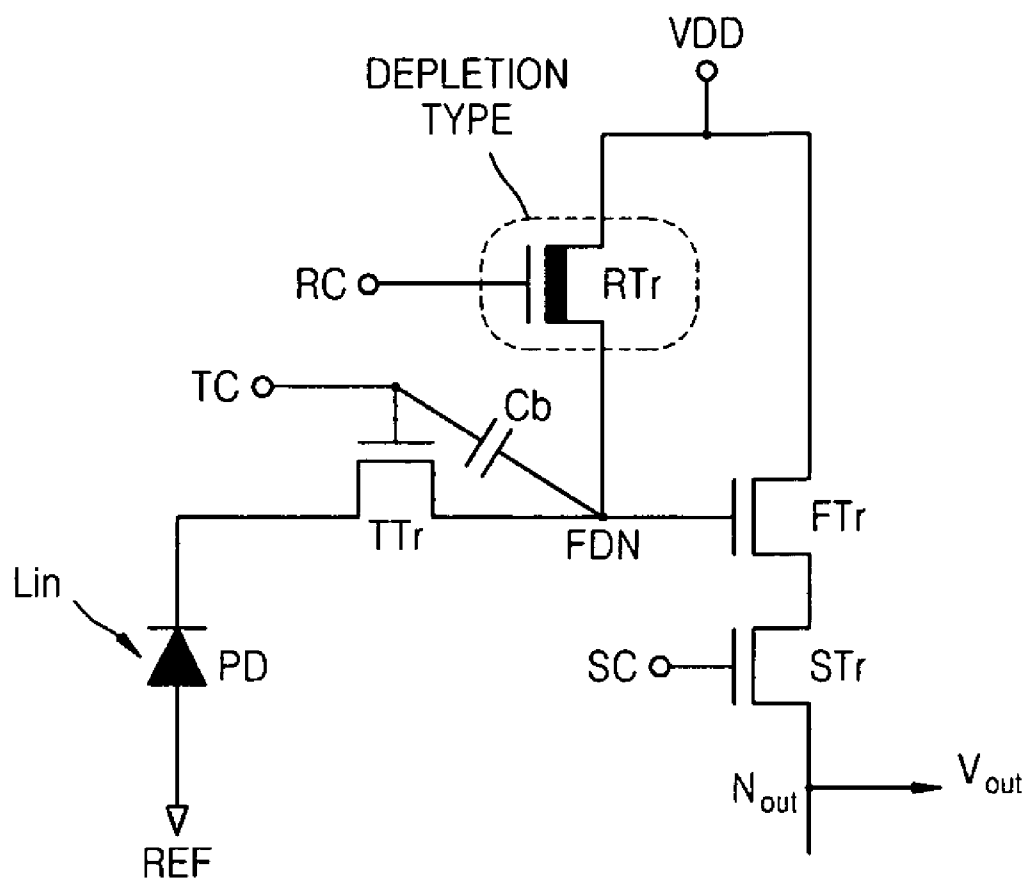 VDD
DEPLETION
TYPE
RC
RTr
TC
Cb
TTr
FDN
FTr
Lin
PD
SC
STr
Nout
Vout
REF